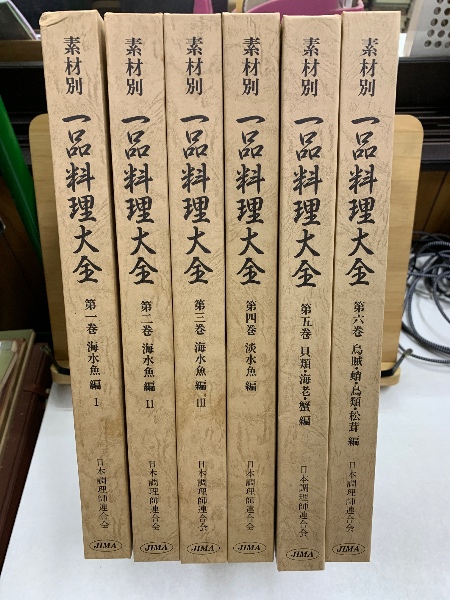 素材別
一品料理大全
第一巻 海水魚編 I
日本調理師連合会
JIMA
素材別
一品料理大全
第二巻 海水魚編 II
日本調理師連合会
JIMA
素材別
一品料理大全
第三巻 海水魚編 III
日本調理師連合会
JIMA
素材別
一品料理大全
第四巻 淡水魚編
日本調理師連合会
JIMA
素材別
一品料理大全
第五巻 貝類・海老・蟹編
日本調理師連合会
JIMA
素材別
一品料理大全
第六巻 烏賊・蛸・鳥類・松茸編
日本調理師連合会
JIMA